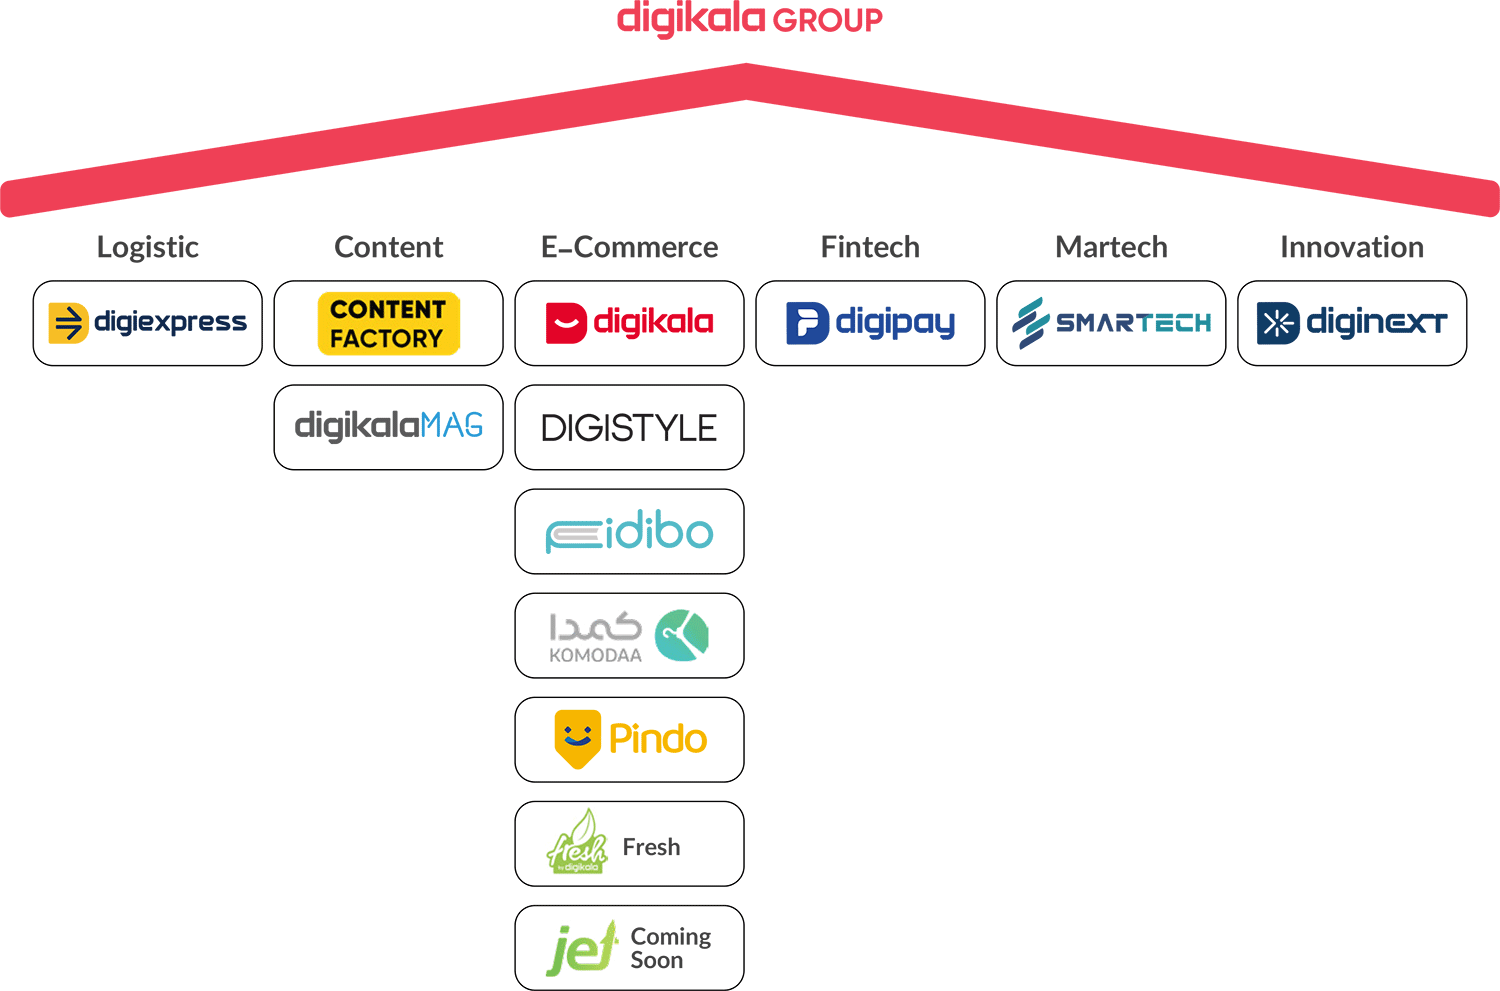 digikala GROUP
Logistic
Content
E-Commerce
Fintech
Martech
Innovation
digiexpress
CONTENT
FACTORY
digikala
digipay
SMARTECH
diginext
digikalaMAG
DIGISTYLE
Fidibo
کمدا
KOMODAA
Pindo
fresh
by digikala
Fresh
jet
Coming
Soon